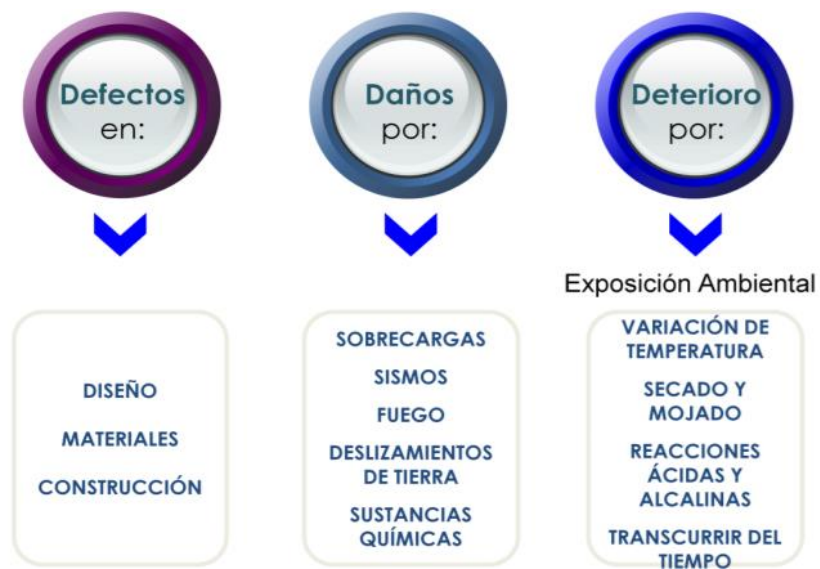 Defectos
en:
Daños
por:
Deterioro
por:
Exposición Ambiental
DISEÑO
MATERIALES
CONSTRUCCIÓN
SOBRECARGAS
SISMOS
FUEGO
DESLIZAMIENTOS
DE TIERRA
SUSTANCIAS
QUÍMICAS
VARIACIÓN DE
TEMPERATURA
SECADO Y
MOJADO
REACCIONES
ÁCIDAS Y
ALCALINAS
TRANSCURRIR DEL
TIEMPO